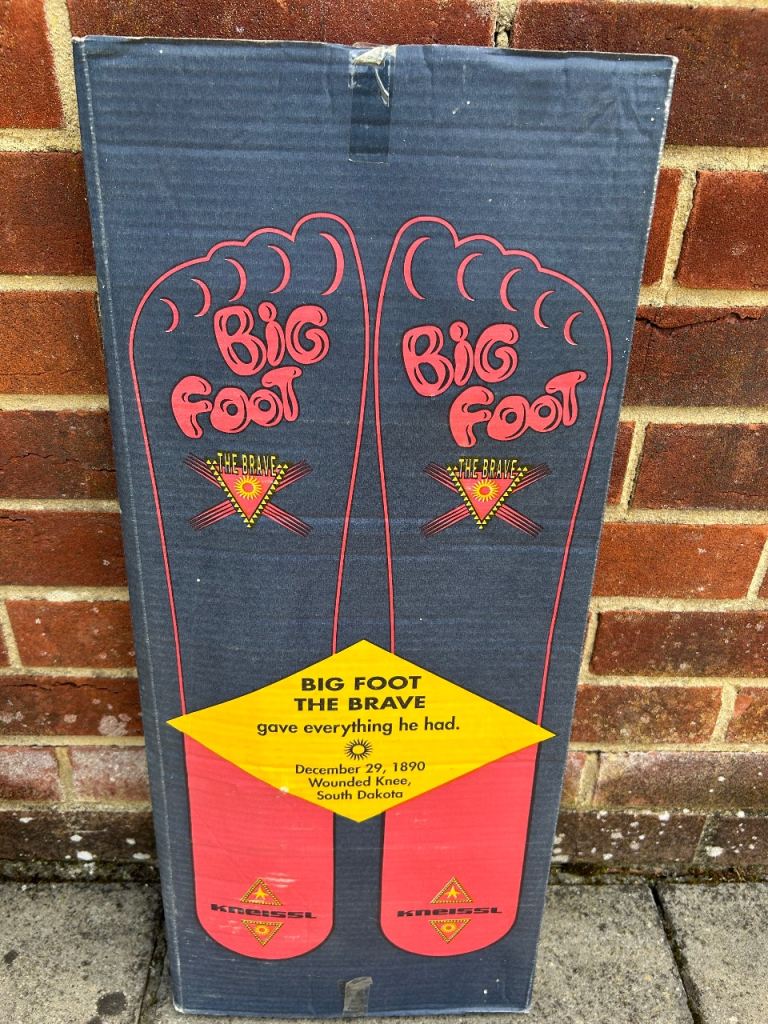 BiG
FOOT
THE BRAVE
BiG
FOOT
THE BRAVE
BIG FOOT
THE BRAVE
gave everything he had.
December 29, 1890
Wounded Knee,
South Dakota
KNEISSL
KNEISSL